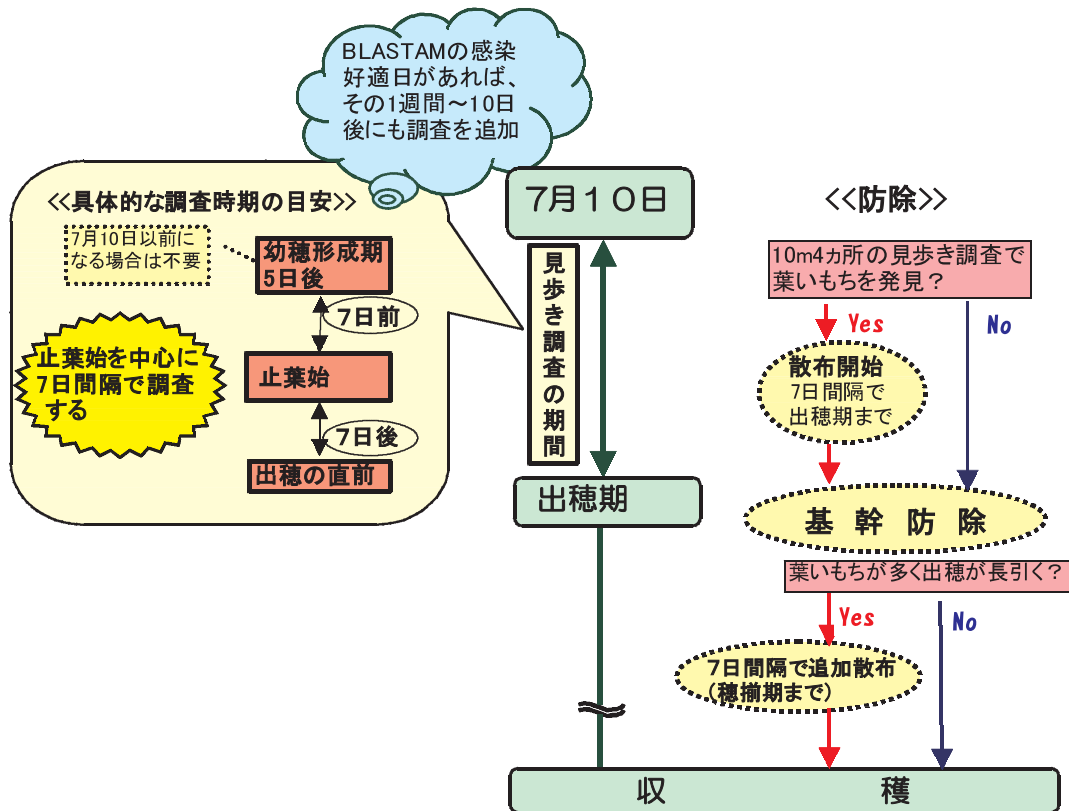 BLASTAMの感染
好適日があれば、
その1週間～10日
後にも調査を追加
<<具体的な調査時期の目安>>
7月10日以前に
なる場合は不要
幼穂形成期
5日後
7日前
止葉始を中心に
7日間隔で調査
する
止葉始
7日後
出穂の直前
7月10日
見歩き調査の期間
出穂期
<<防除>>
10m4ヵ所の見歩き調査で
葉いもちを発見？
Yes
No
散布開始
7日間隔で
出穂期まで
基幹防除
葉いもちが多く出穂が長引く？
Yes
No
7日間隔で追加散布
（穂揃期まで）
収穫